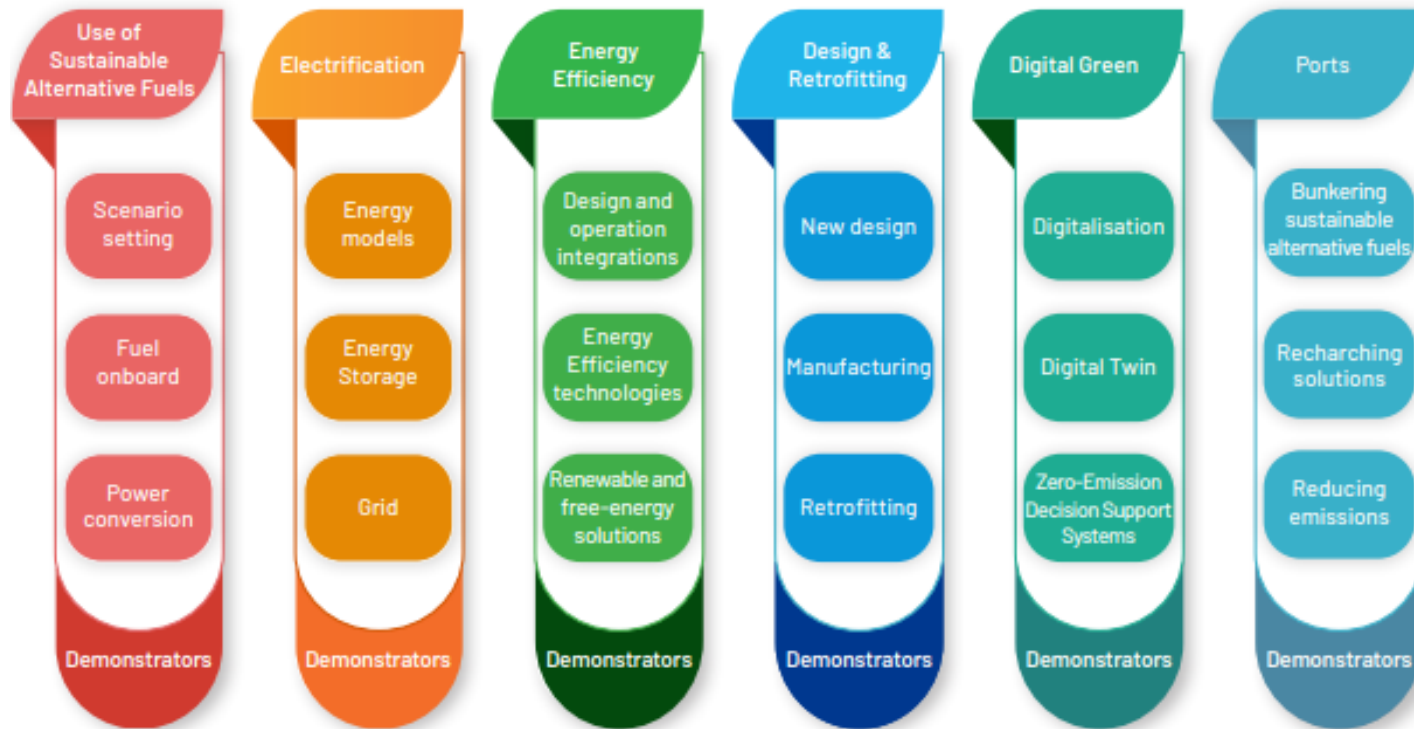 Use of
Sustainable
Alternative Fuels
Scenario
setting
Fuel
onboard
Power
conversion
Demonstrators
Electrification
Energy
models
Energy
Storage
Grid
Demonstrators
Energy
Efficiency
Design and
operation
integrations
Energy
Efficiency
technologies
Renewable and
free-energy
solutions
Demonstrators
Design &
Retrofitting
New design
Manufacturing
Retrofitting
Demonstrators
Digital Green
Digitalisation
Digital Twin
Zero-Emission
Decision Support
Systems
Demonstrators
Ports
Bunkering
sustainable
alternative fuels
Recharching
solutions
Reducing
emissions
Demonstrators